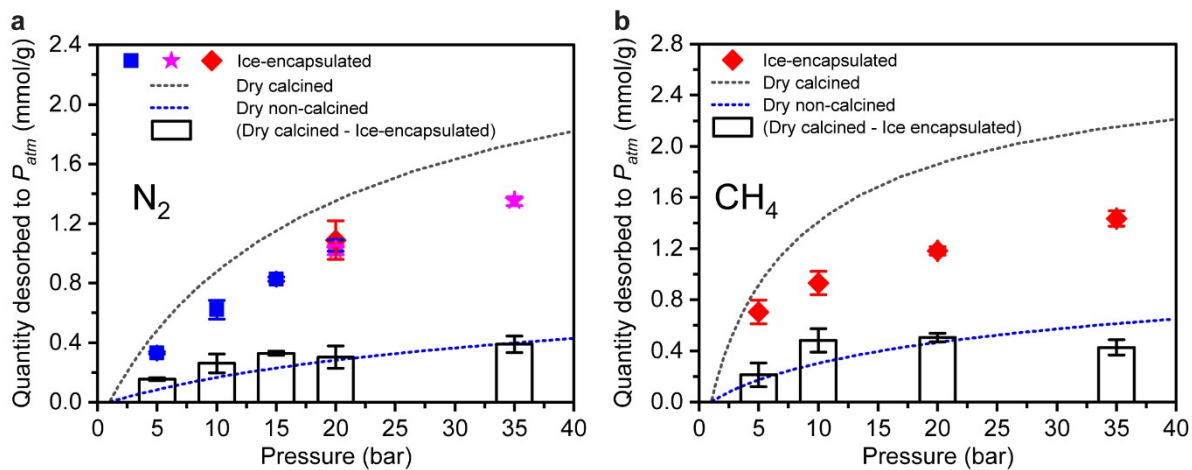 a
Quantity desorbed to Patm (mmol/g)
2.4
2.0
1.6
1.2
0.8
0.4
0.0
Ice-encapsulated
Dry calcined
Dry non-calcined
(Dry calcined - Ice-encapsulated)
N2
0 5 10 15 20 25 30 35 40
Pressure (bar)
b
Quantity desorbed to Patm (mmol/g)
2.8
2.4
2.0
1.6
1.2
0.8
0.4
0.0
Ice-encapsulated
Dry calcined
Dry non-calcined
(Dry calcined - Ice encapsulated)
CH4
0 5 10 15 20 25 30 35 40
Pressure (bar)